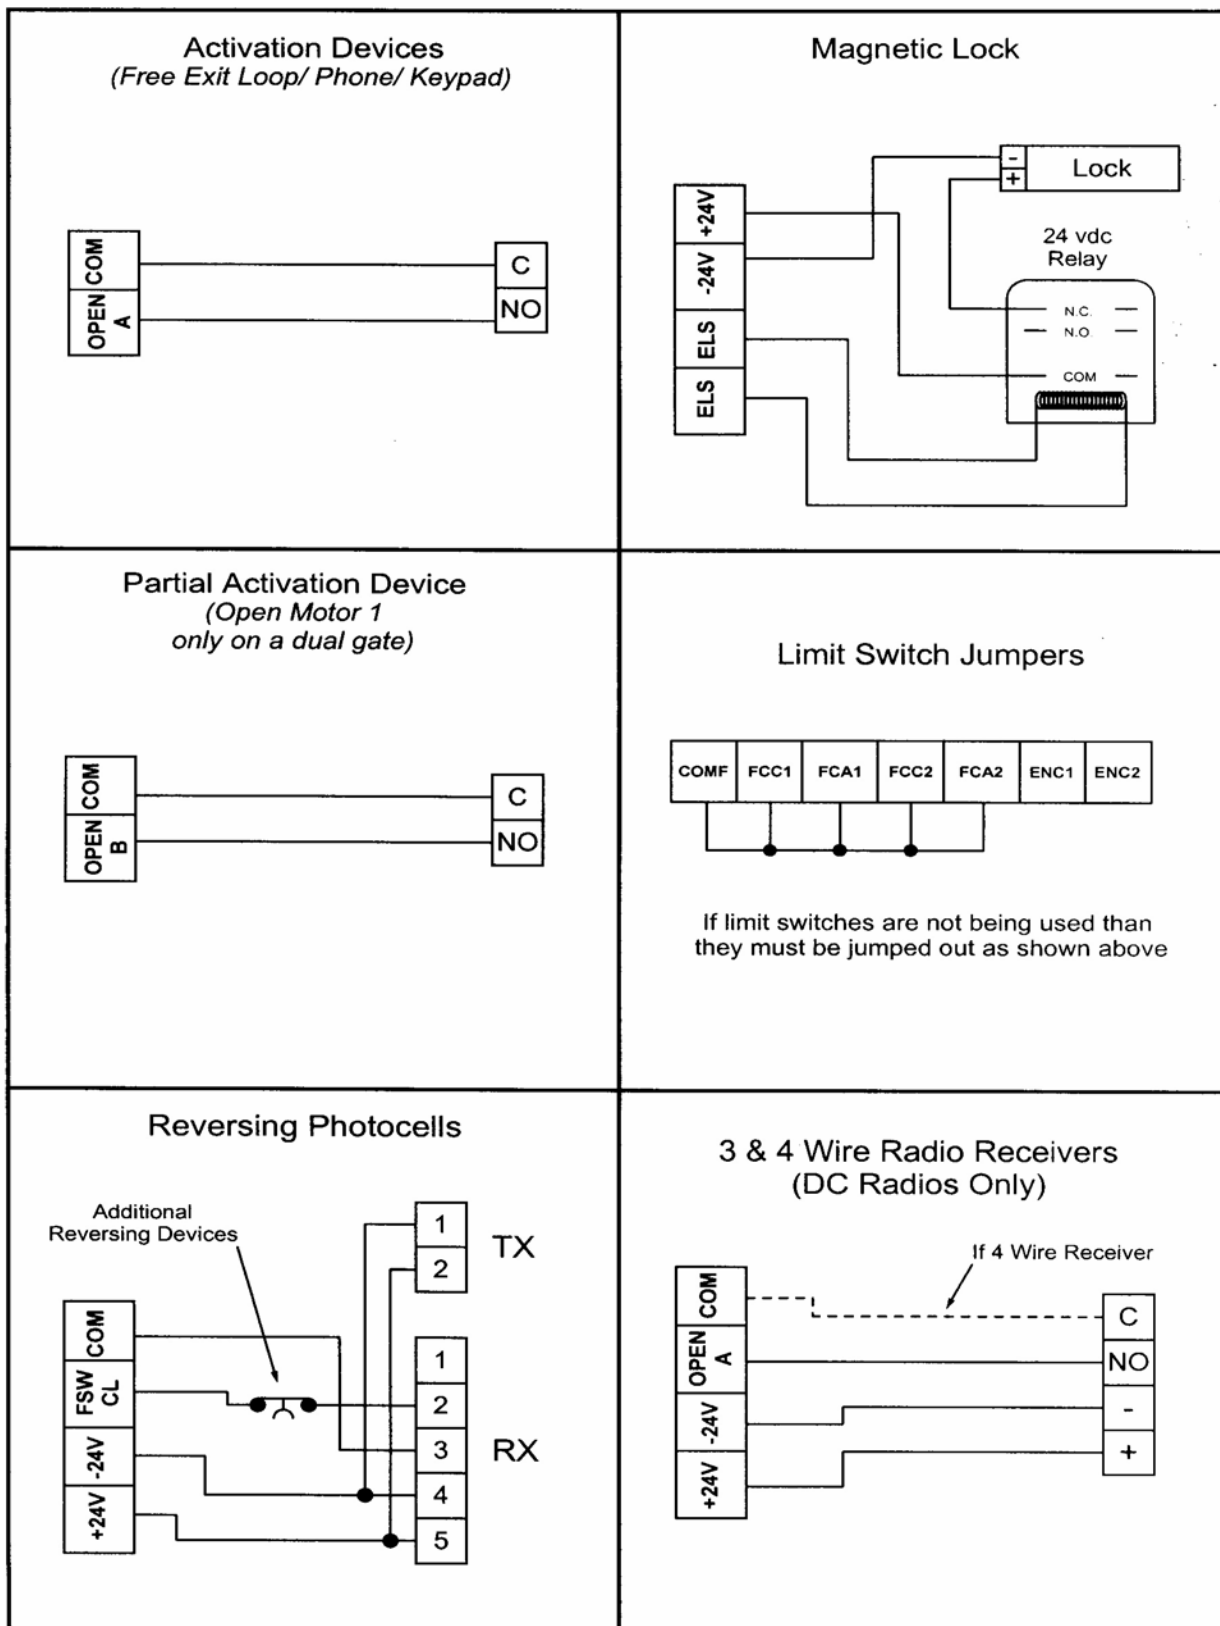 Activation Devices
(Free Exit Loop/ Phone/ Keypad)
COM
OPEN
A
C
NO
Magnetic Lock
+24V
-24V
ELS
ELS
-
+
Lock
24 vdc
Relay
N.C.
N.O.
COM
Partial Activation Device
(Open Motor 1
only on a dual gate)
COM
OPEN
B
C
NO
Limit Switch Jumpers
COMF FCC1 FCA1 FCC2 FCA2 ENC1 ENC2
If limit switches are not being used than
they must be jumped out as shown above
Reversing Photocells
Additional
Reversing Devices
COM
FSW
CL
-24V
+24V
1
2
TX
1
2
3
4
5
RX
3 & 4 Wire Radio Receivers
(DC Radios Only)
If 4 Wire Receiver
COM
OPEN
A
-24V
+24V
C
NO
-
+